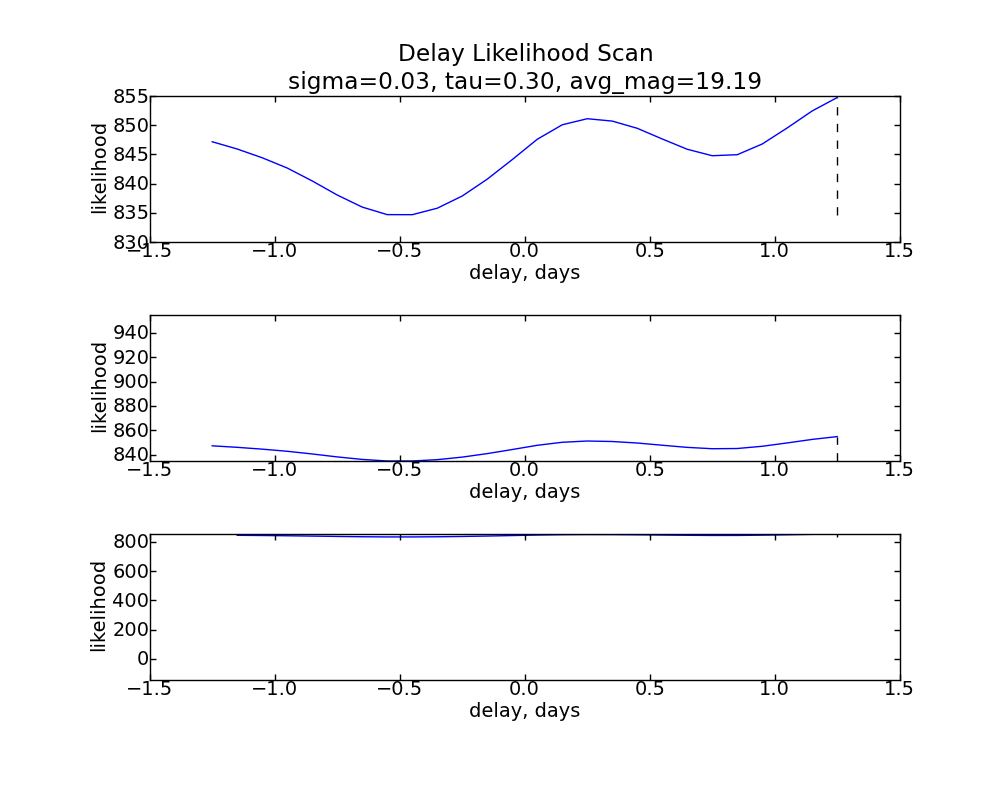 Delay Likelihood Scan
sigma=0.03, tau=0.30, avg_mag=19.19
855
850
845
840
835
830
likelihood
−1.5 −1.0 −0.5 0.0 0.5 1.0 1.5
delay, days
940
920
900
880
860
840
likelihood
−1.5 −1.0 −0.5 0.0 0.5 1.0 1.5
delay, days
800
600
400
200
0
likelihood
−1.5 −1.0 −0.5 0.0 0.5 1.0 1.5
delay, days